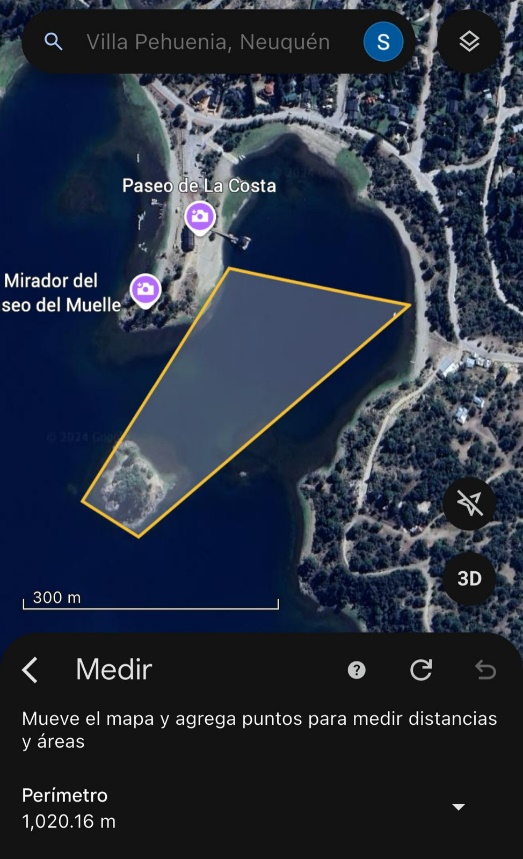 Villa Pehuenia, Neuquén
S
Paseo de La Costa
Mirador del
seo del Muelle
300 m
3D
Medir
?
Mueve el mapa y agrega puntos para medir distancias
y áreas
Perímetro
1,020.16 m